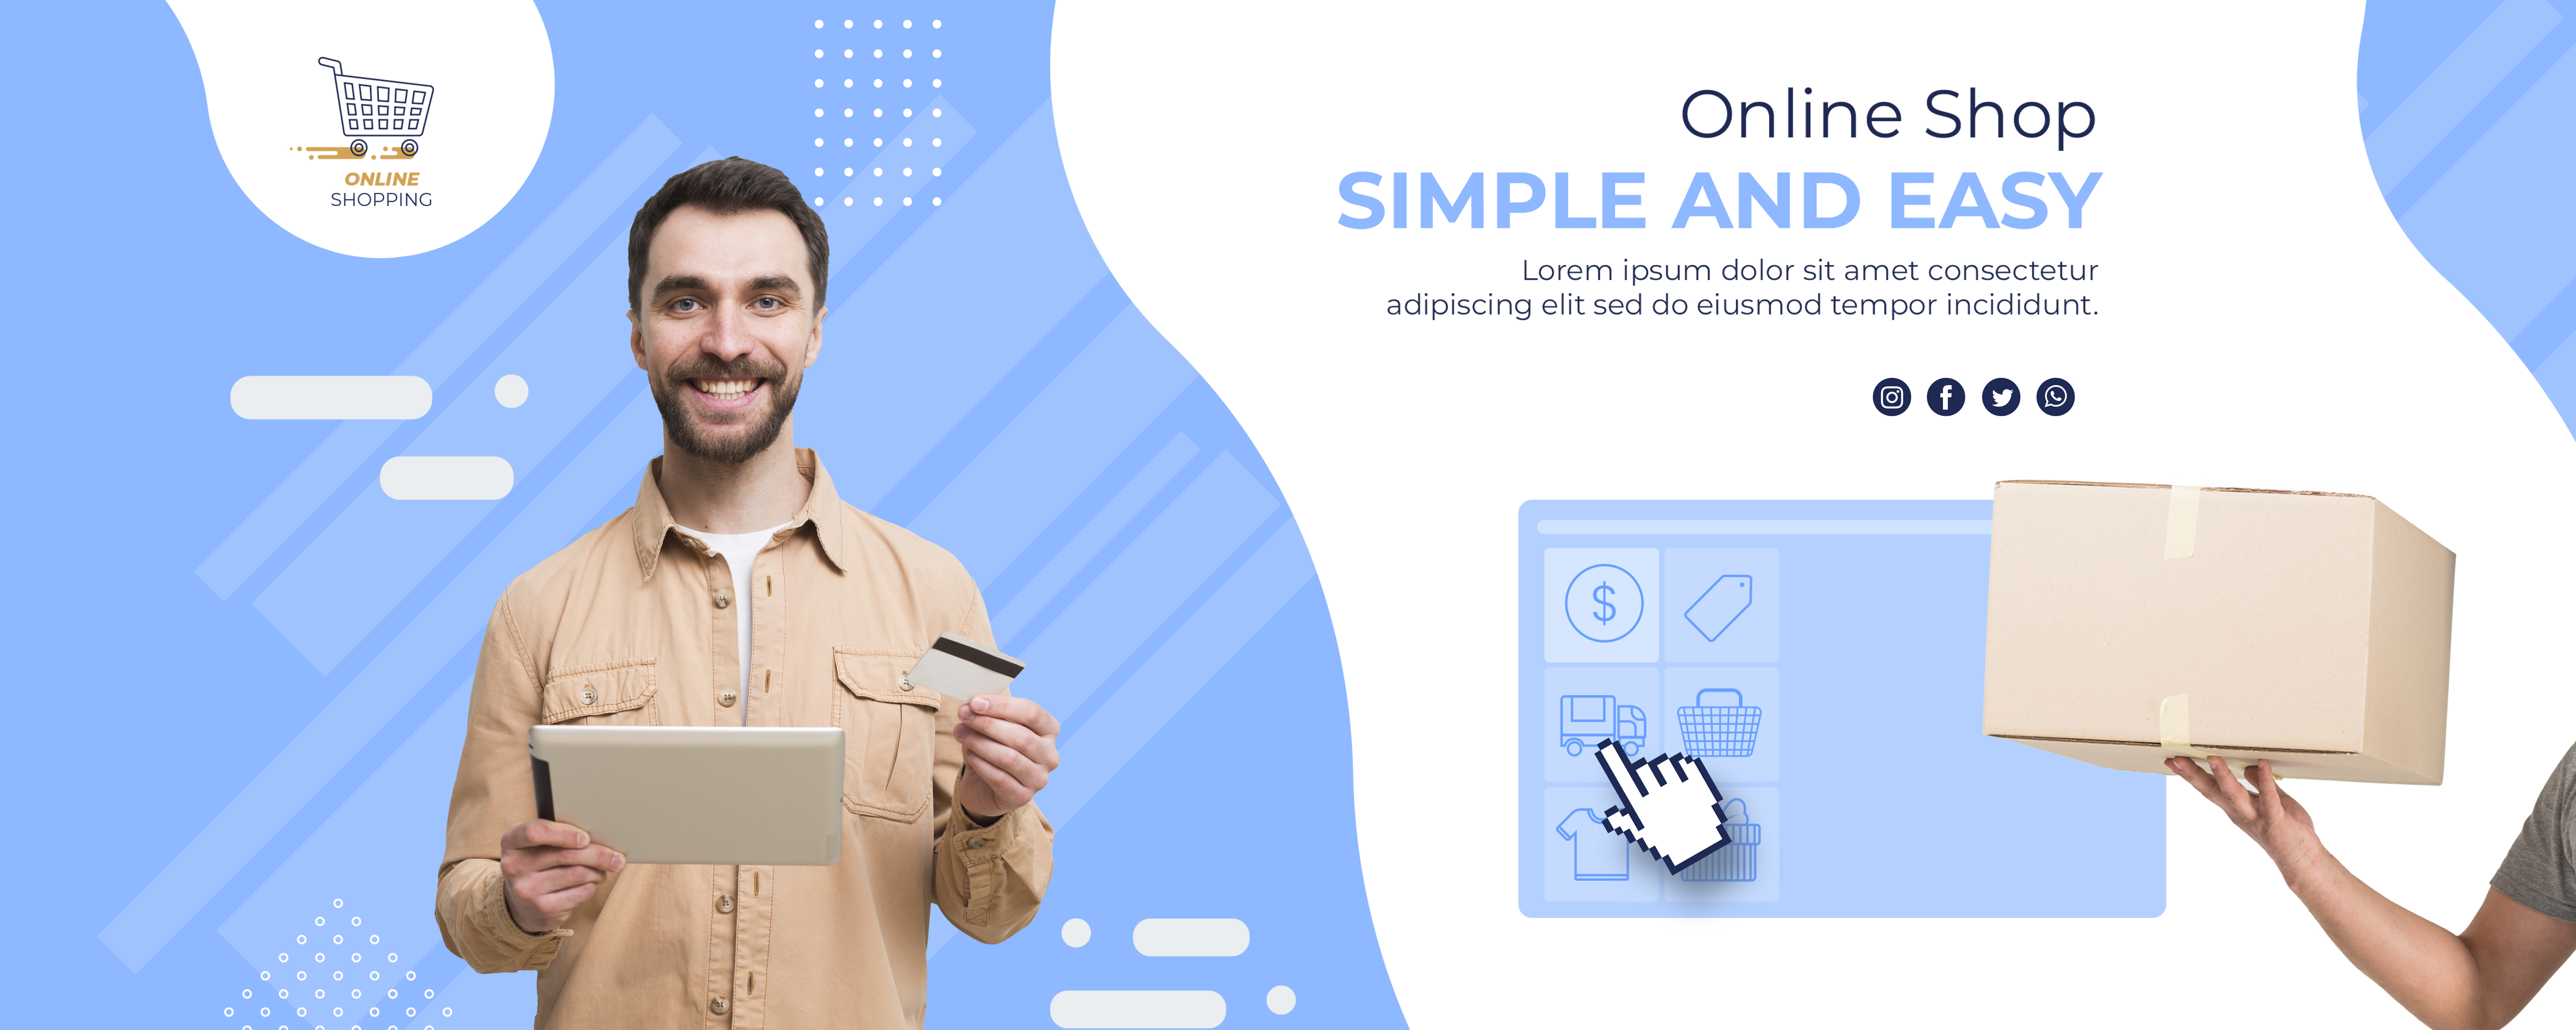 ONLINE
SHOPPING
Online Shop
SIMPLE AND EASY
Lorem ipsum dolor sit amet consectetur
adipiscing elit sed do eiusmod tempor incididunt.
$